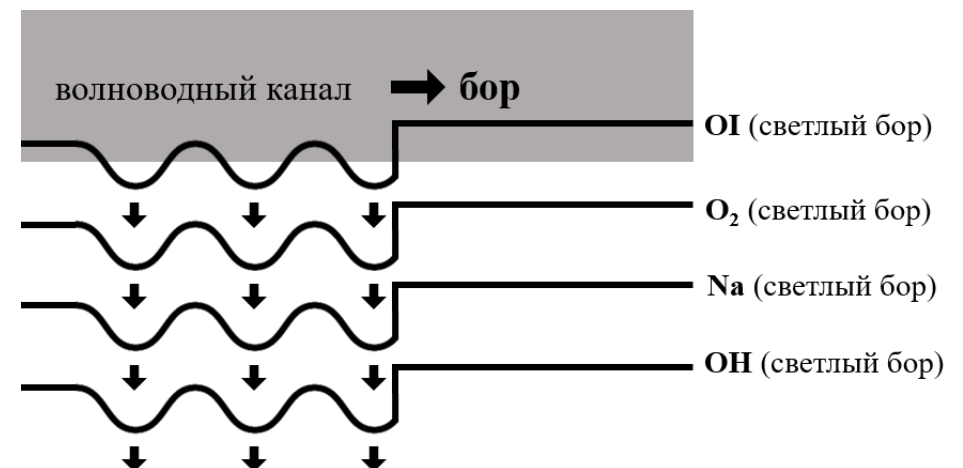 волноводный канал
бор
OI (светлый бор)
O₂ (светлый бор)
Na (светлый бор)
OH (светлый бор)